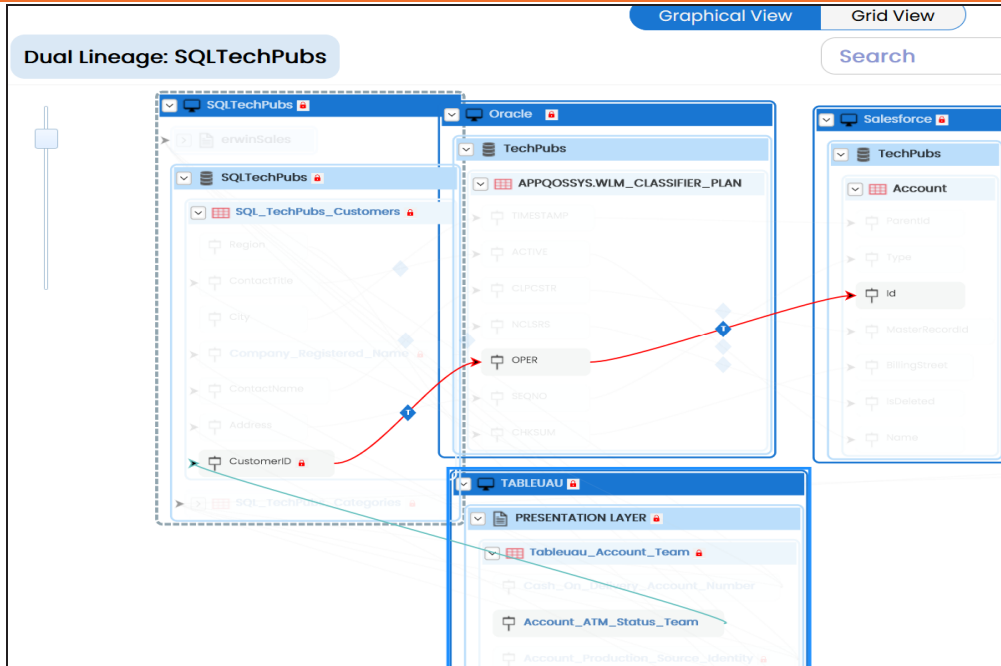 Graphical View
Grid View
Dual Lineage: SQLTechPubs
Search
SQLTechPubs
erwinSales
SQLTechPubs
SQL_TechPubs_Customers
Region
ContactTitle
City
Company_Registered_Name
ContactName
Address
CustomerID
SQL_TechPubs_Categories
T
Oracle
TechPubs
APPQOSSYS.WLM_CLASSIFIER_PLAN
TIMESTAMP
ACTIVE
CLPCSTR
NCLSRS
OPER
SEQNO
CHKSUM
T
Salesforce
TechPubs
Account
ParentId
Type
Id
MasterRecordId
BillingStreet
IsDeleted
Name
TABLEUAU
PRESENTATION LAYER
Tableuau_Account_Team
Cash_On_Delivery_Account_Number
Account_ATM_Status_Team
Account_Production_Source_Identity